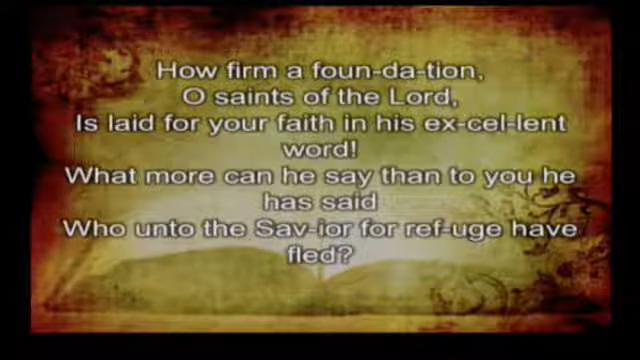 How firm a foun-da-tion,
O saints of the Lord,
Is laid for your faith in his ex-cel-lent
word!
What more can he say than to you he
has said
Who unto the Sav-ior for ref-uge have
fled?